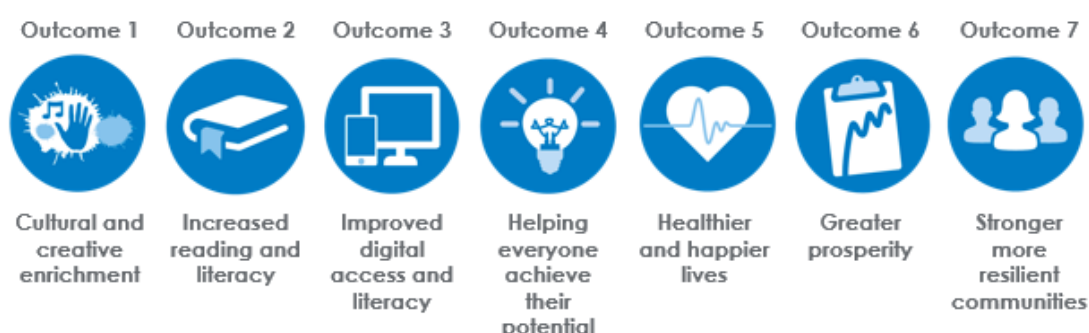 Outcome 1
Outcome 2
Outcome 3
Outcome 4
Outcome 5
Outcome 6
Outcome 7
Cultural and
creative
enrichment
Increased
reading and
literacy
Improved
digital
access and
literacy
Helping
everyone
achieve
their
potential
Healthier
and happier
lives
Greater
prosperity
Stronger
more
resilient
communities